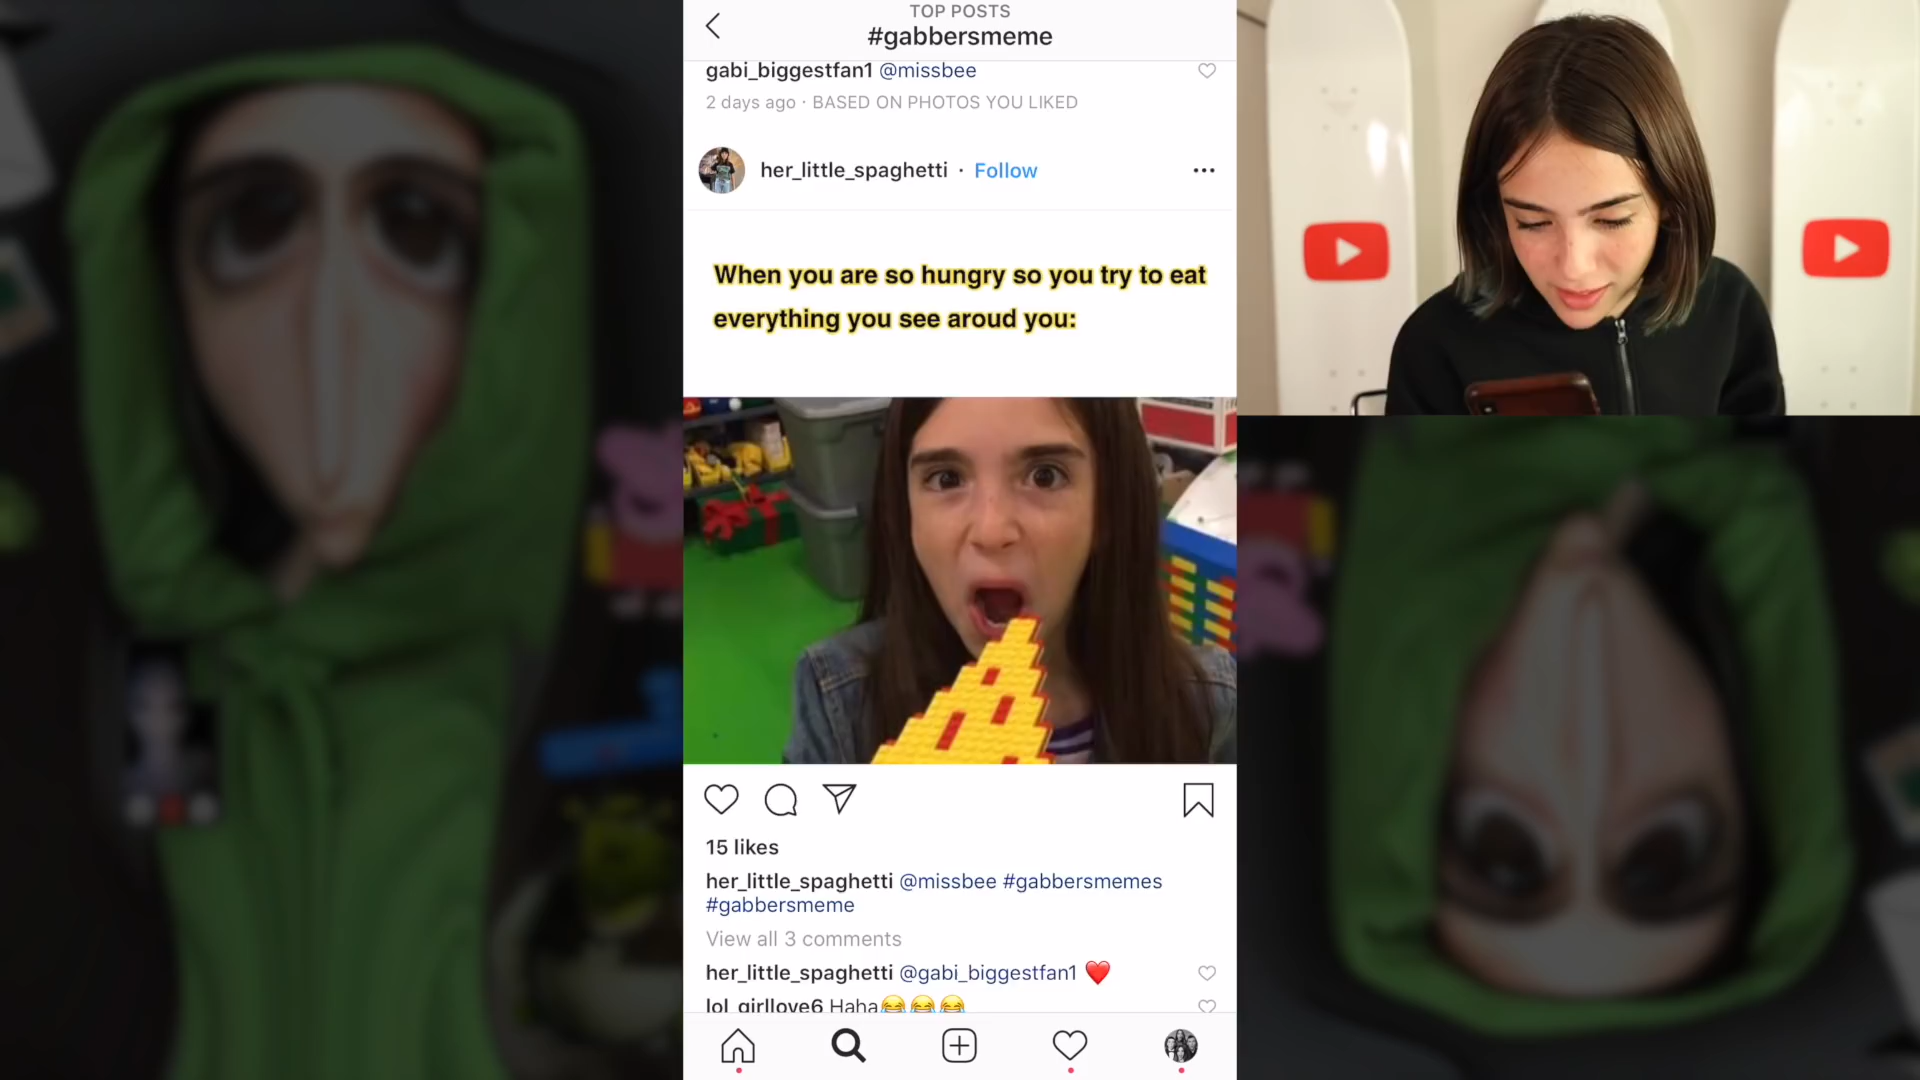 TOP POSTS
#gabbersmeme
gabi_biggestfan1 @missbee
2 days ago · BASED ON PHOTOS YOU LIKED
her_little_spaghetti · Follow
When you are so hungry so you try to eat
everything you see aroud you:
15 likes
her_little_spaghetti @missbee #gabbersmemes
#gabbersmeme
View all 3 comments
her_little_spaghetti @gabi_biggestfan1 ❤️
lol_girllove6 Haha😂😂😂